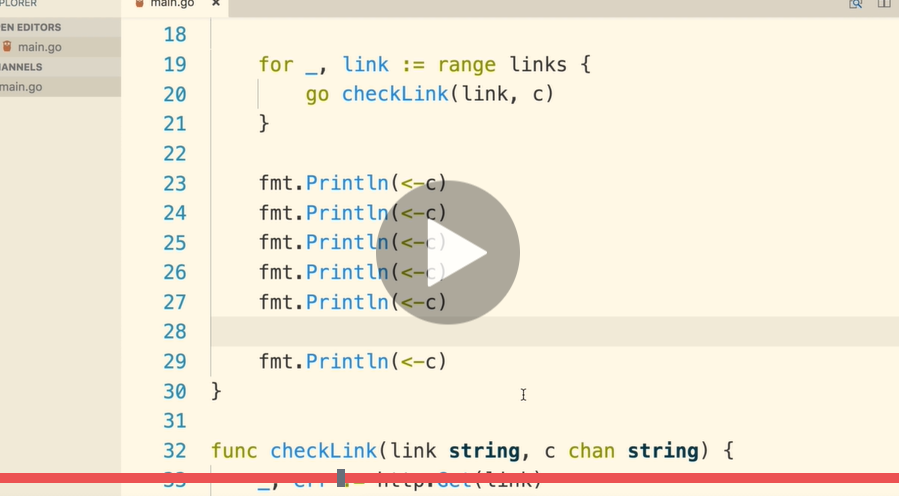 PLORER
main.go
EN EDITORS
main.go
ANNELS
main.go
18
19 for _, link := range links {
20 go checkLink(link, c)
21 }
22
23 fmt.Println(<-c)
24 fmt.Println(<-c)
25 fmt.Println(<-c)
26 fmt.Println(<-c)
27 fmt.Println(<-c)
28
29 fmt.Println(<-c)
30 }
31
32 func checkLink(link string, c chan string) {
33 _, err := http.Get(link)